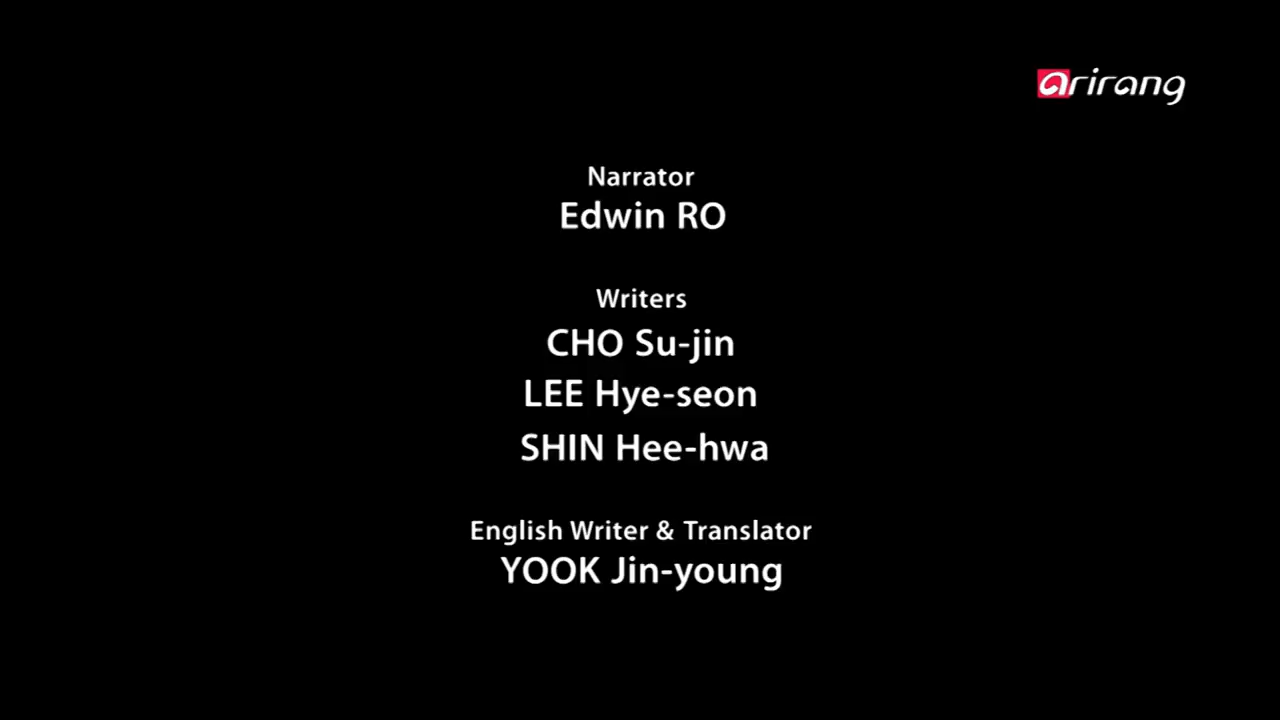 arirang
Narrator
Edwin RO
Writers
CHO Su-jin
LEE Hye-seon
SHIN Hee-hwa
English Writer & Translator
YOOK Jin-young